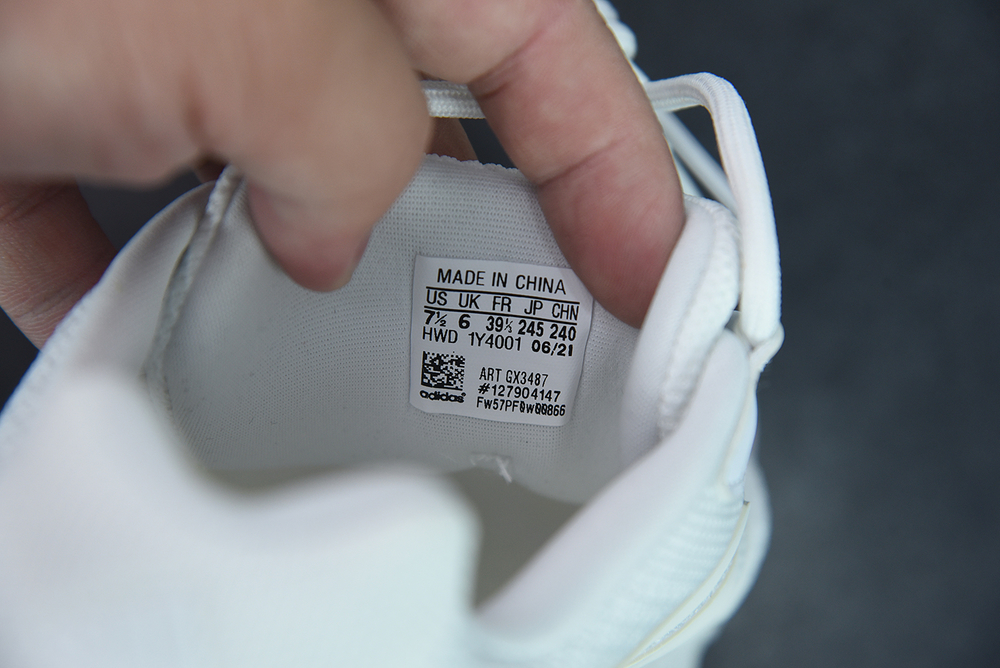 MADE IN CHINA
US UK FR JP CHN
7½ 6 39⅓ 245 240
HWD 1Y4001 06/21
ART GX3487
#127904147
adidas®